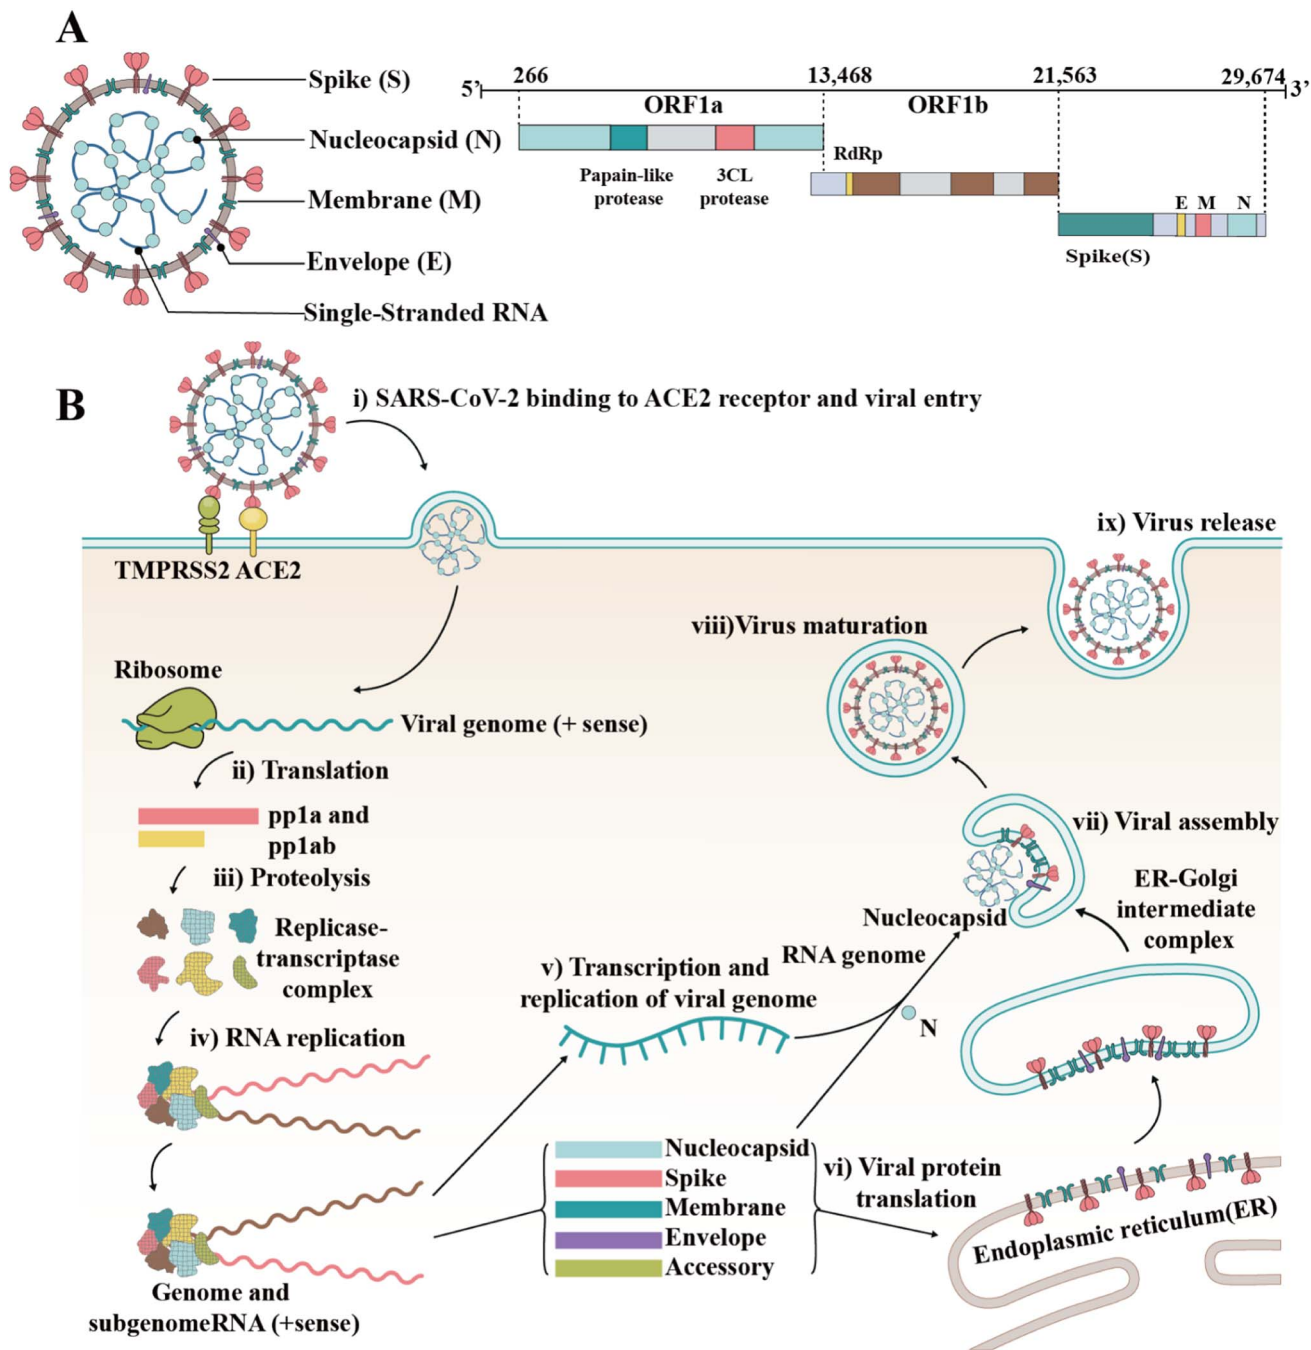 A
Spike (S)
Nucleocapsid (N)
Membrane (M)
Envelope (E)
Single-Stranded RNA
266
13,468
21,563
29,674
5’
3’
ORF1a
ORF1b
Papain-like
protease
3CL
protease
RdRp
E M N
Spike(S)
B
i) SARS-CoV-2 binding to ACE2 receptor and viral entry
TMPRSS2 ACE2
Ribosome
Viral genome (+ sense)
ii) Translation
pp1a and
pp1ab
iii) Proteolysis
Replicase-
transcriptase
complex
iv) RNA replication
Genome and
subgenomeRNA (+sense)
v) Transcription and
replication of viral genome
RNA genome
N
Nucleocapsid
Spike
Membrane
Envelope
Accessory
vi) Viral protein
translation
Endoplasmic reticulum(ER)
ER-Golgi
intermediate
complex
vii) Viral assembly
Nucleocapsid
viii)Virus maturation
ix) Virus release